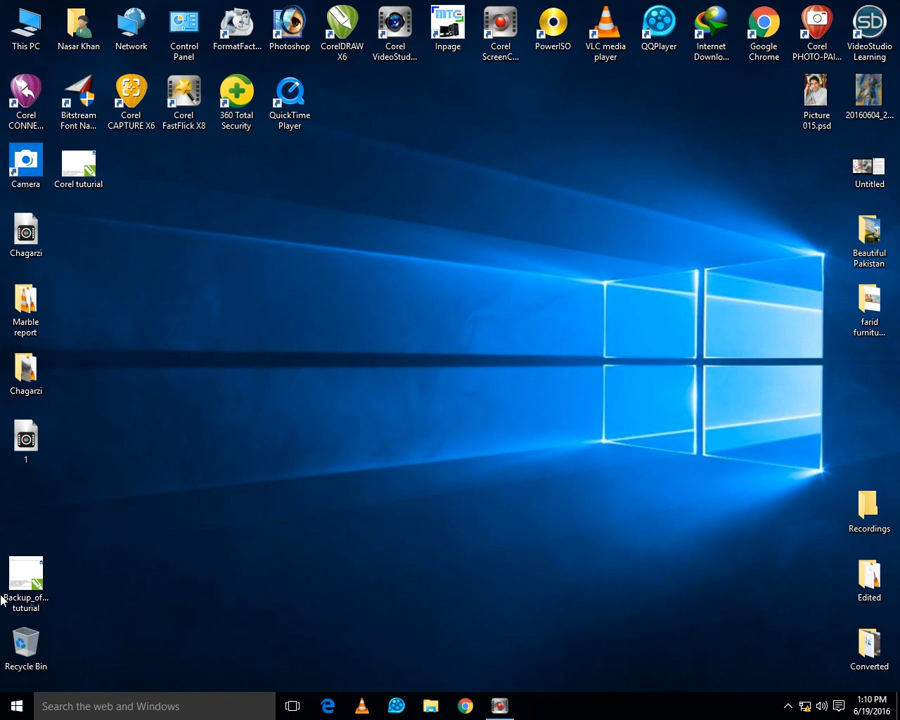 This PC
Nasar Khan
Network
Control
Panel
FormatFact...
Photoshop
CorelDRAW
X6
Corel
VideoStud...
Inpage
Corel
ScreenC...
PowerISO
VLC media
player
QQPlayer
Internet
Downlo...
Google
Chrome
Corel
PHOTO-PAI...
VideoStudio
Learning
Corel
CONNE...
Bitstream
Font Na...
Corel
CAPTURE X6
Corel
FastFlick X8
360 Total
Security
QuickTime
Player
Picture
015.psd
20160604_2...
Camera
Corel tuturial
Untitled
Chagarzi
Beautiful
Pakistan
Marble
report
farid
furnitu...
Chagarzi
1
Recordings
Backup_of...
tuturial
Edited
Recycle Bin
Converted
Search the web and Windows
1:10 PM
6/19/2016